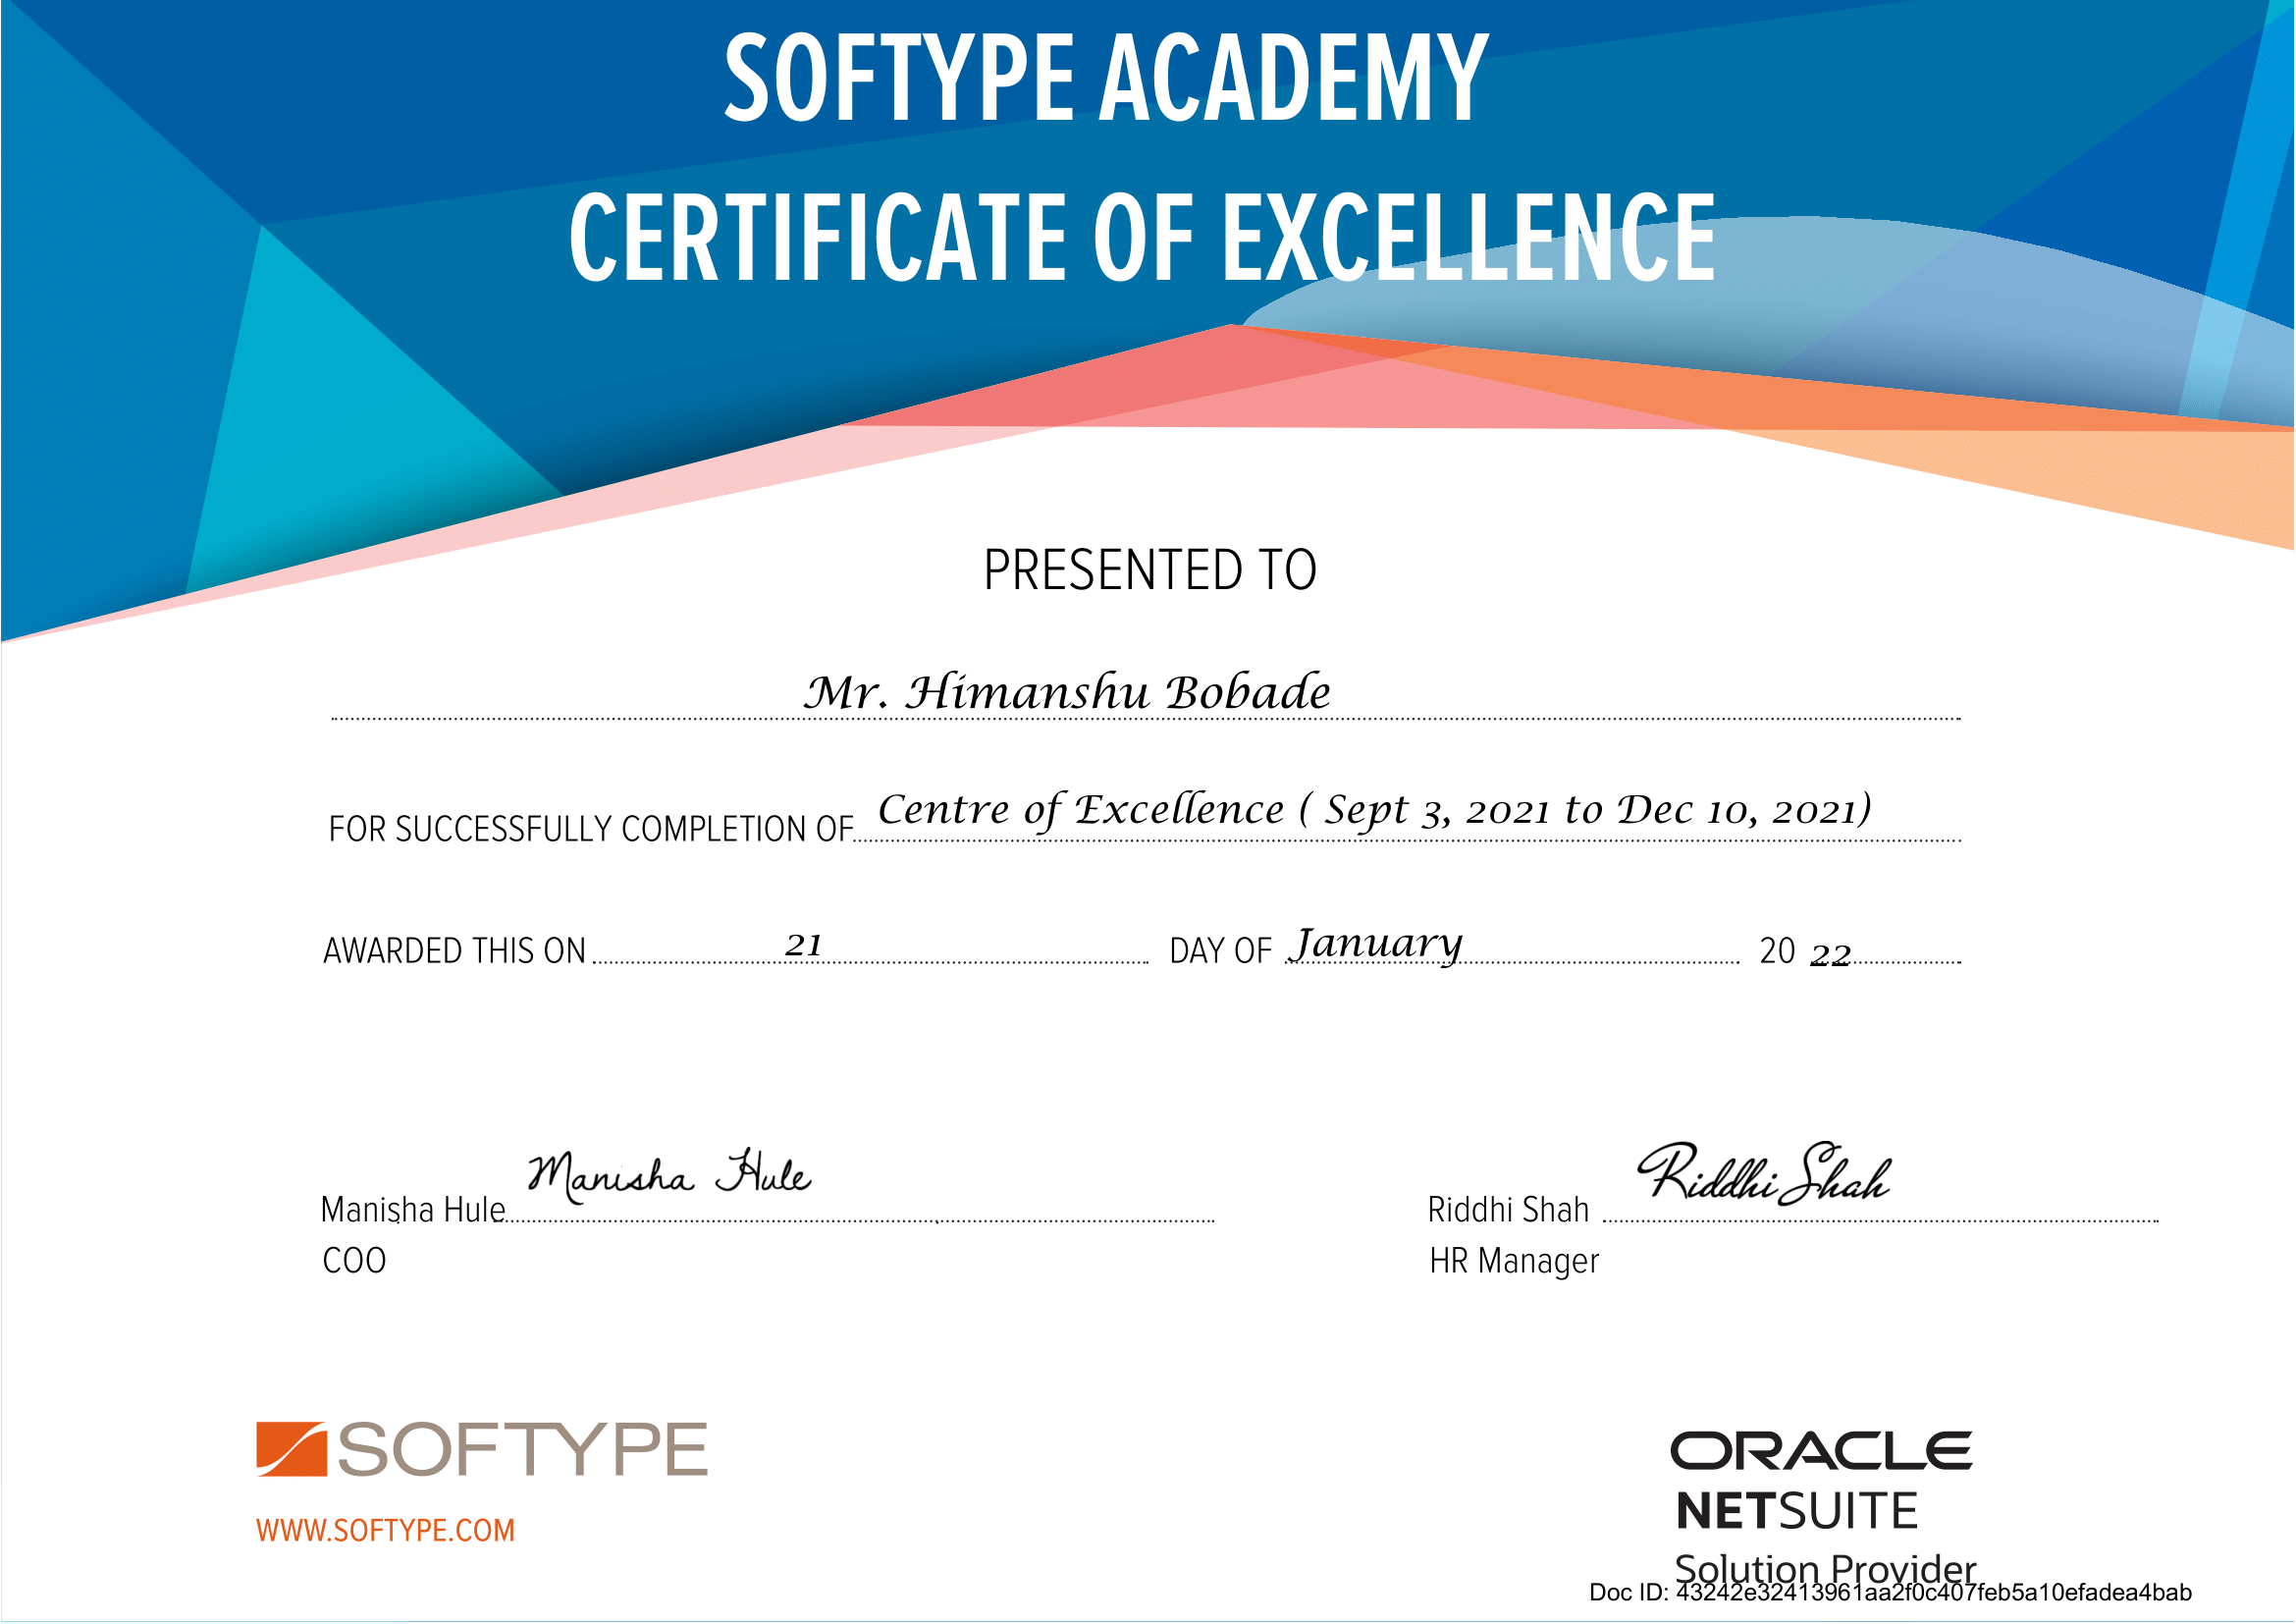 SOFTYPE ACADEMY
CERTIFICATE OF EXCELLENCE
PRESENTED TO
Mr. Himanshu Bobade
FOR SUCCESSFULLY COMPLETION OF Centre of Excellence ( Sept 3, 2021 to Dec 10, 2021)
AWARDED THIS ON 21 DAY OF January 20 22
Manisha Hule Manisha Hule
COO
Riddhi Shah Riddhi Shah
HR Manager
SOFTYPE
WWW.SOFTYPE.COM
ORACLE
NETSUITE
Solution Provider
Doc ID: 43242e32413961aa2f0c407feb5a10efadea4bab